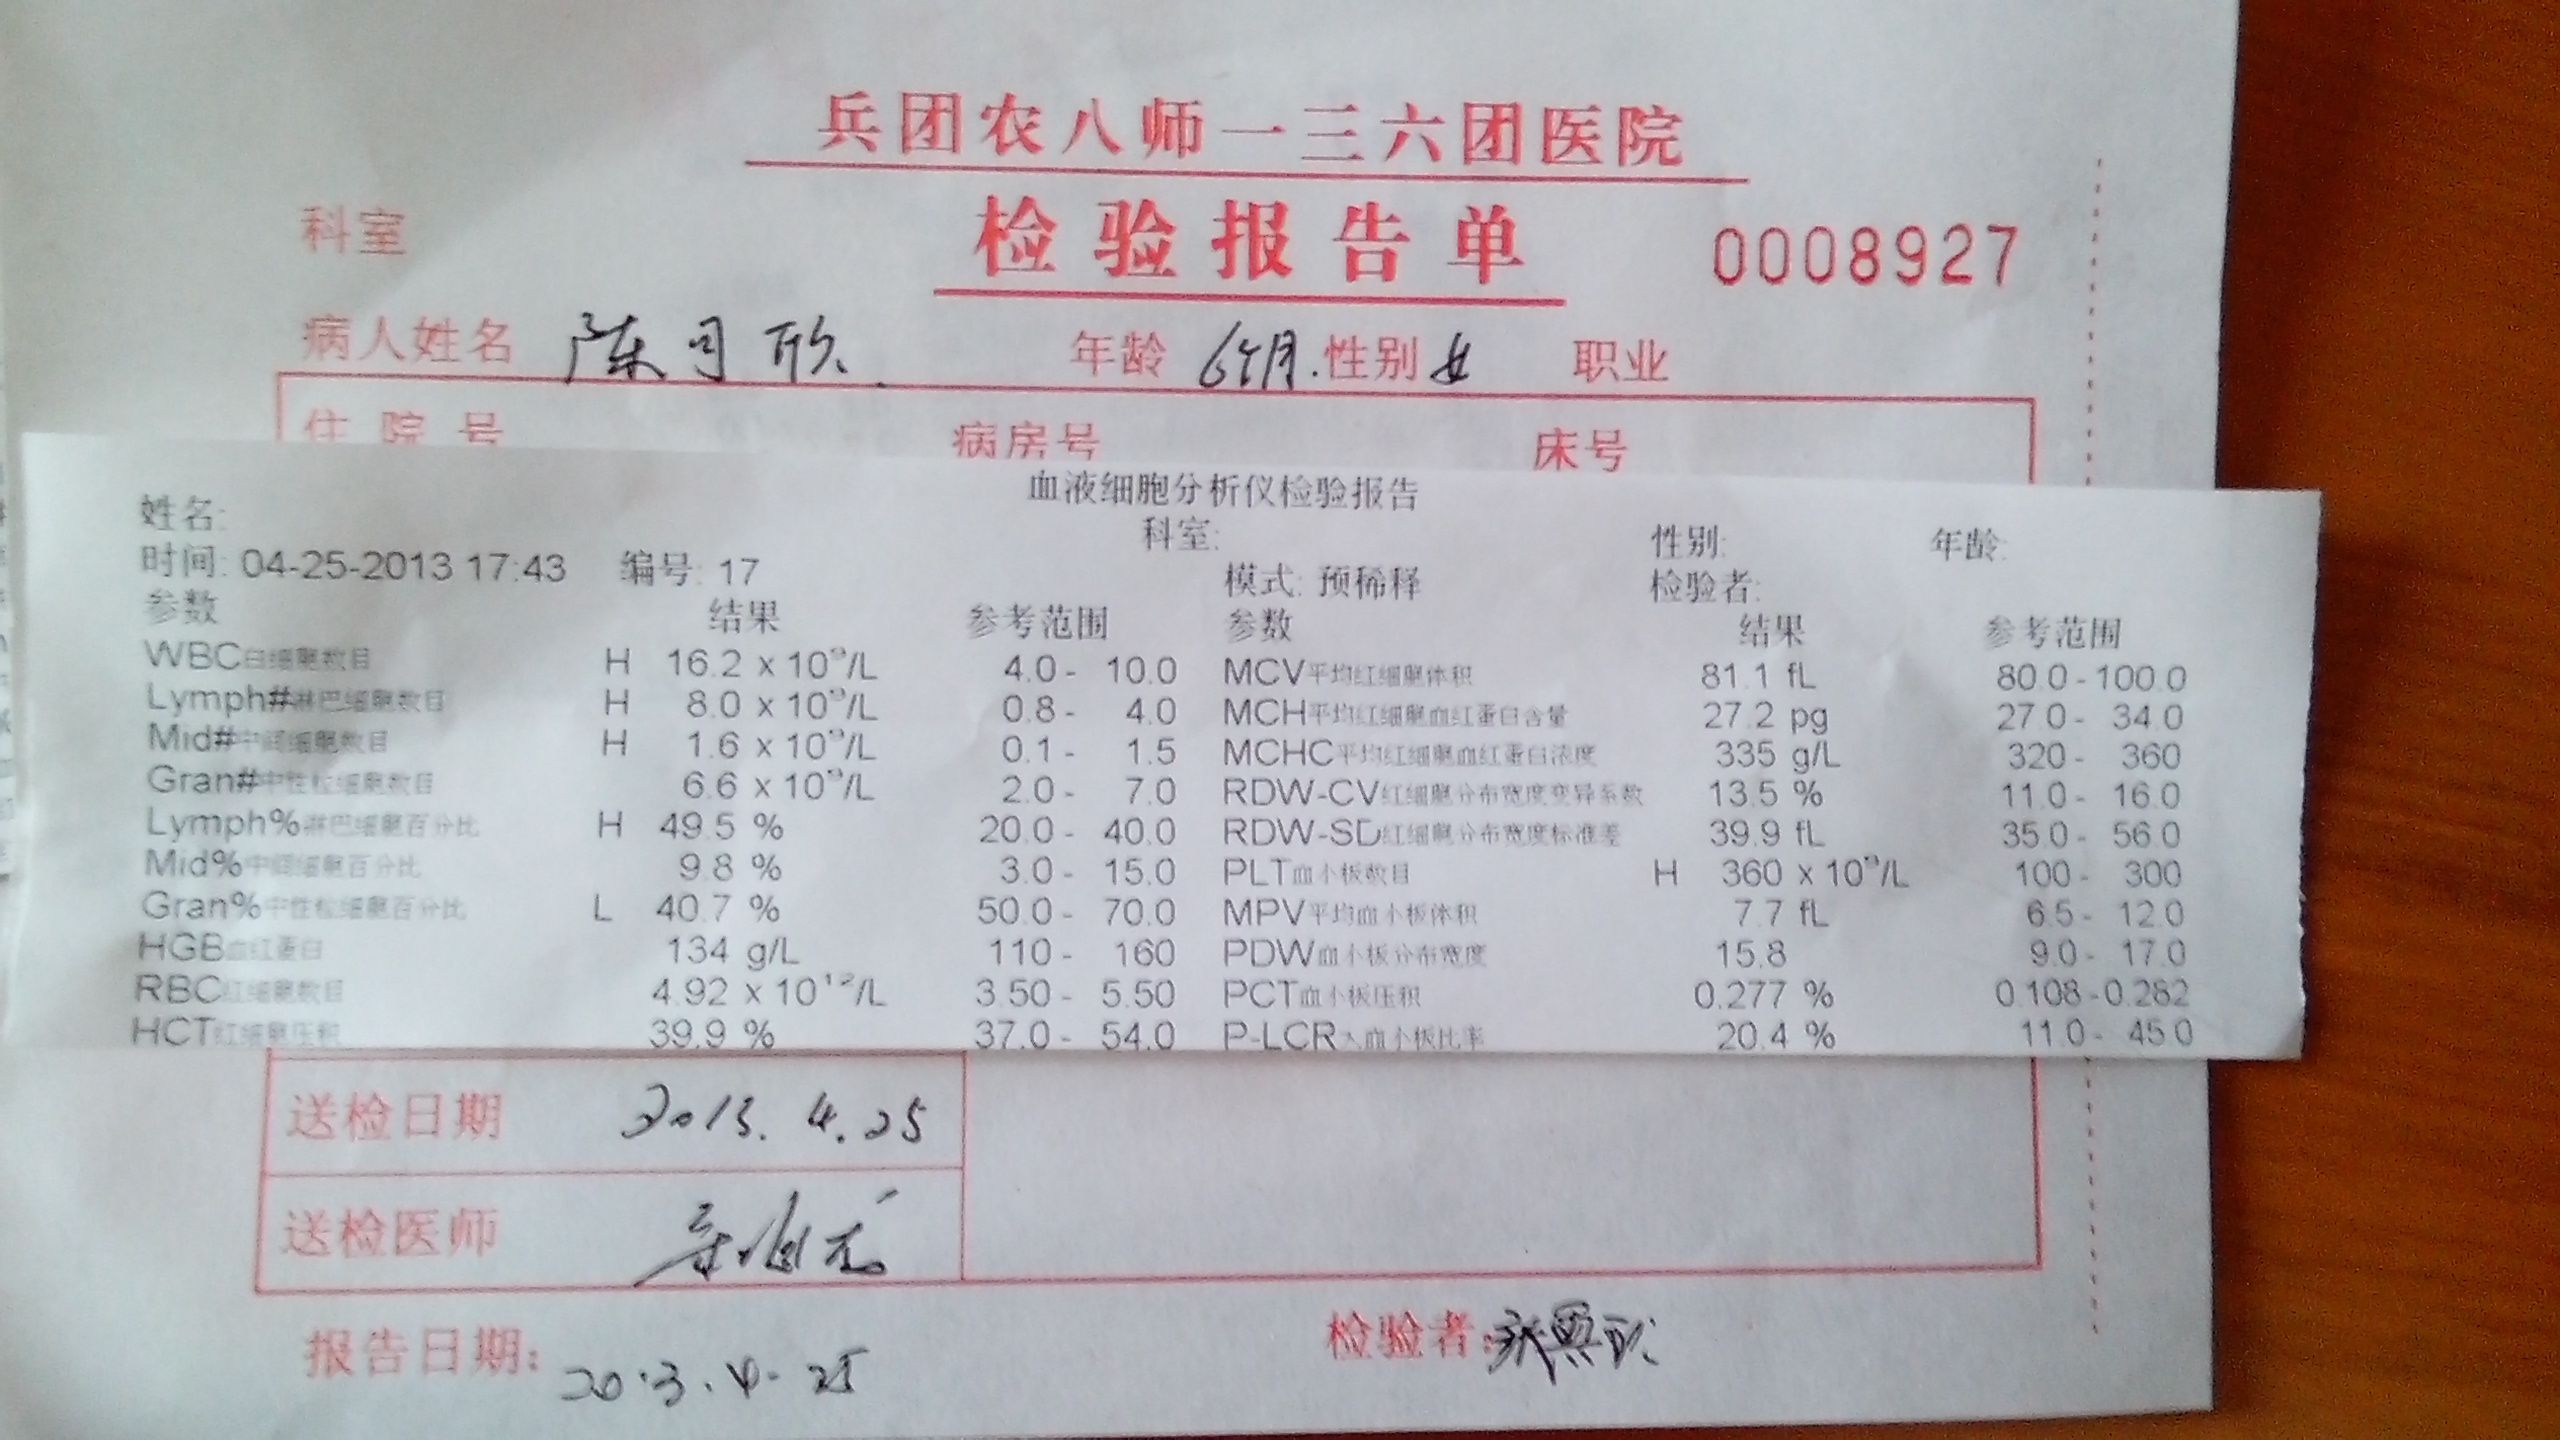 兵团农八师一三六团医院
科室
检验报告单 0008927
病人姓名 陈司欣 年龄 6个月 性别 女 职业
住院号 病房号 床号
血液细胞分析仪检验报告
姓名: 科室: 性别: 年龄:
时间: 04-25-2013 17:43 编号: 17 模式: 预稀释 检验者:
参数 结果 参考范围 参数 结果 参考范围
WBC白细胞数目 H 16.2 x 10⁹/L 4.0 - 10.0 MCV平均红细胞体积 81.1 fL 80.0 - 100.0
Lymph#淋巴细胞数目 H 8.0 x 10⁹/L 0.8 - 4.0 MCH平均红细胞血红蛋白含量 27.2 pg 27.0 - 34.0
Mid#中间细胞数目 H 1.6 x 10⁹/L 0.1 - 1.5 MCHC平均红细胞血红蛋白浓度 335 g/L 320 - 360
Gran#中性粒细胞数目 6.6 x 10⁹/L 2.0 - 7.0 RDW-CV红细胞分布宽度变异系数 13.5 % 11.0 - 16.0
Lymph%淋巴细胞百分比 H 49.5 % 20.0 - 40.0 RDW-SD红细胞分布宽度标准差 39.9 fL 35.0 - 56.0
Mid%中间细胞百分比 9.8 % 3.0 - 15.0 PLT血小板数目 H 360 x 10⁹/L 100 - 300
Gran%中性粒细胞百分比 L 40.7 % 50.0 - 70.0 MPV平均血小板体积 7.7 fL 6.5 - 12.0
HGB血红蛋白 134 g/L 110 - 160 PDW血小板分布宽度 15.8 9.0 - 17.0
RBC红细胞数目 4.92 x 10¹²/L 3.50 - 5.50 PCT血小板压积 0.277 % 0.108 - 0.282
HCT红细胞压积 39.9 % 37.0 - 54.0 P-LCR大血小板比率 20.4 % 11.0 - 45.0
送检日期 2013.4.25
送检医师
报告日期: 2013.4.25 检验者: